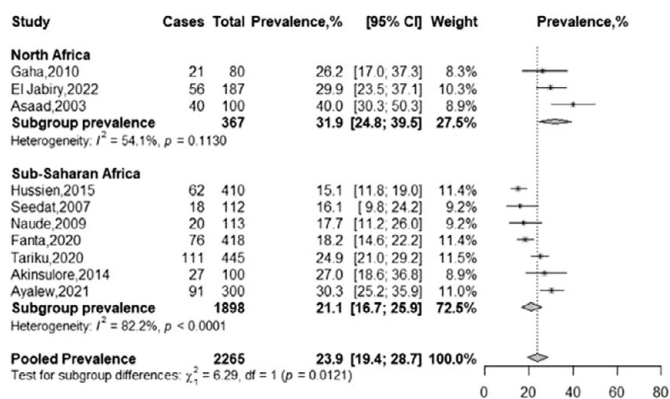 Study Cases Total Prevalence,% [95% CI] Weight Prevalence,%
North Africa
Gaha,2010 21 80 26.2 [17.0; 37.3] 8.3%
El Jabiry,2022 56 187 29.9 [23.5; 37.1] 10.3%
Asaad,2003 40 100 40.0 [30.3; 50.3] 8.9%
Subgroup prevalence 367 31.9 [24.8; 39.5] 27.5%
Heterogeneity: I² = 54.1%, p = 0.1130
Sub-Saharan Africa
Hussien,2015 62 410 15.1 [11.8; 19.0] 11.4%
Seedat,2007 18 112 16.1 [ 9.8; 24.2] 9.2%
Naude,2009 20 113 17.7 [11.2; 26.0] 9.2%
Fanta,2020 76 418 18.2 [14.6; 22.2] 11.4%
Tariku,2020 111 445 24.9 [21.0; 29.2] 11.5%
Akinsulore,2014 27 100 27.0 [18.6; 36.8] 8.9%
Ayalew,2021 91 300 30.3 [25.2; 35.9] 11.0%
Subgroup prevalence 1898 21.1 [16.7; 25.9] 72.5%
Heterogeneity: I² = 82.2%, p < 0.0001
Pooled Prevalence 2265 23.9 [19.4; 28.7] 100.0%
Test for subgroup differences: χ²₁ = 6.29, df = 1 (p = 0.0121)
0 20 40 60 80